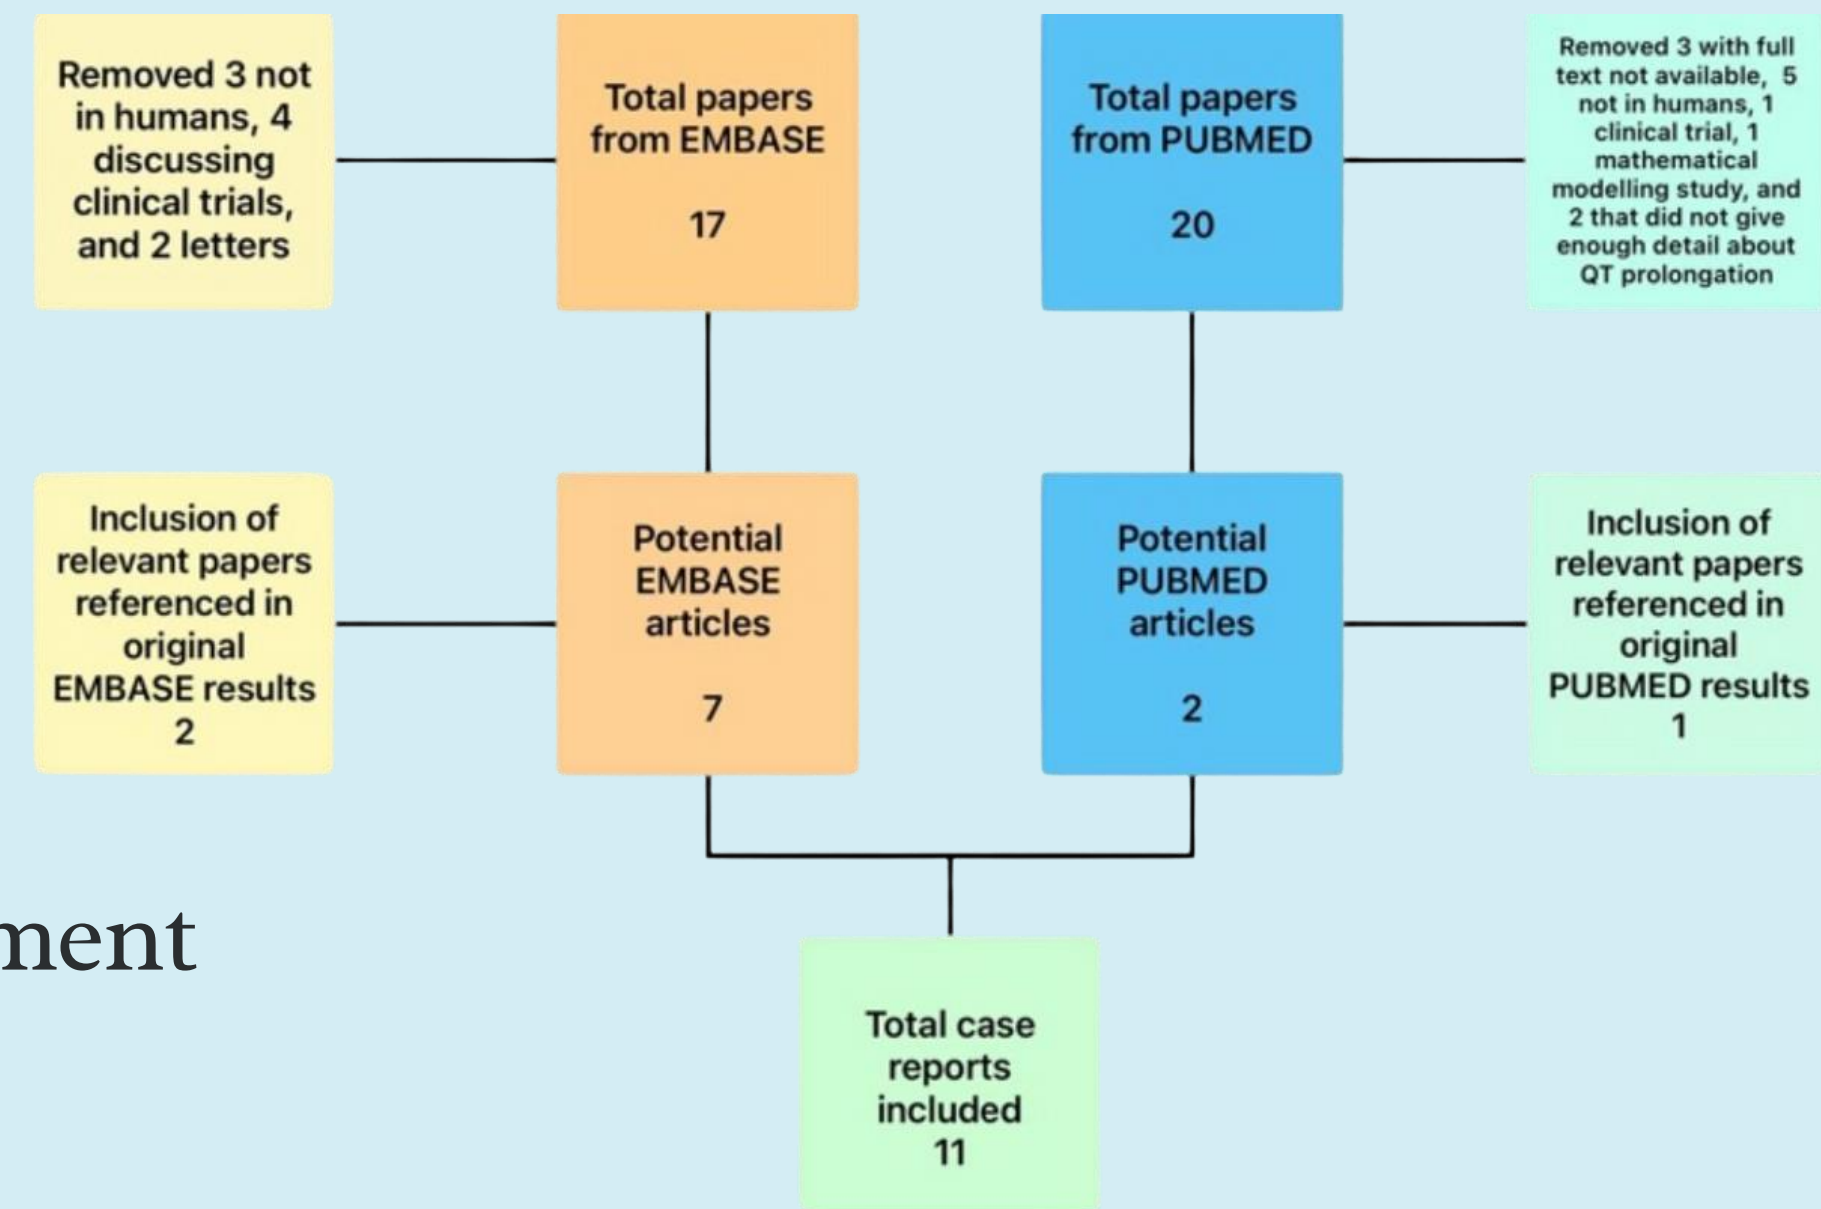 Removed 3 not
in humans, 4
discussing
clinical trials,
and 2 letters
Total papers
from EMBASE
17
Total papers
from PUBMED
20
Removed 3 with full
text not available, 5
not in humans, 1
clinical trial, 1
mathematical
modelling study, and
2 that did not give
enough detail about
QT prolongation
Inclusion of
relevant papers
referenced in
original
EMBASE results
2
Potential
EMBASE
articles
7
Potential
PUBMED
articles
2
Inclusion of
relevant papers
referenced in
original
PUBMED results
1
ment
Total case
reports
included
11